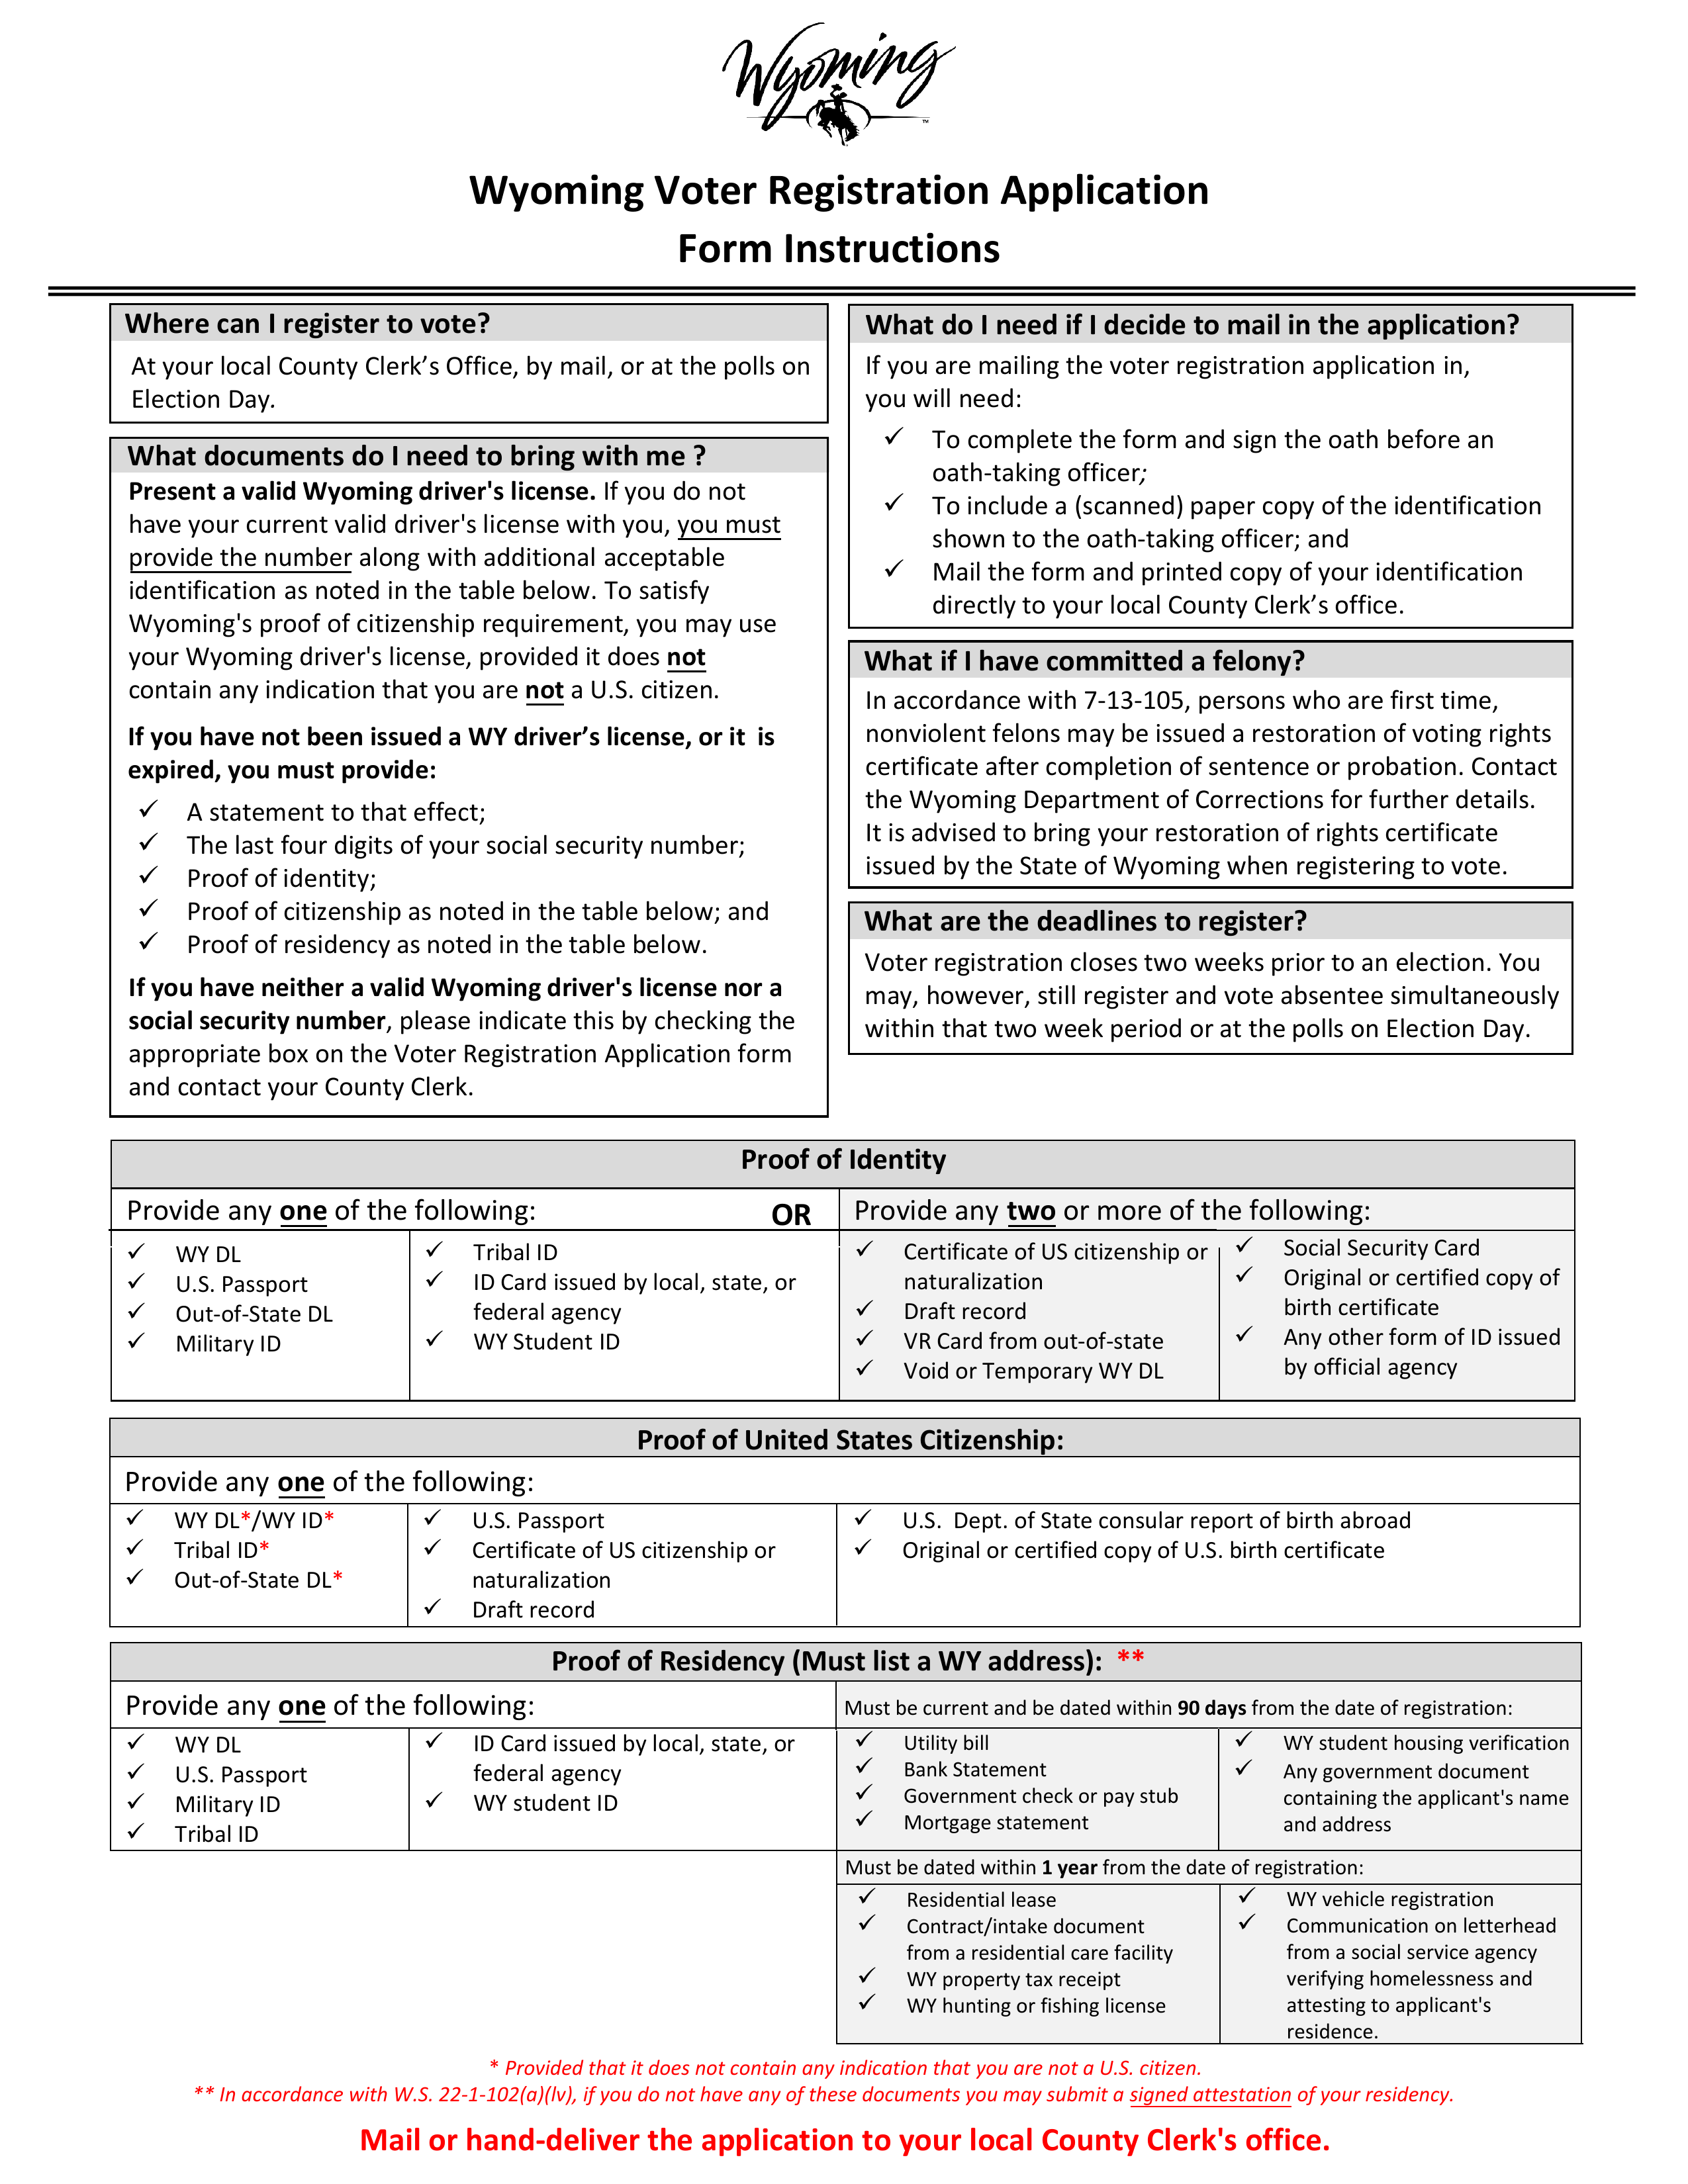 Wyoming
TM
Wyoming Voter Registration Application
Form Instructions
Where can I register to vote?
At your local County Clerk’s Office, by mail, or at the polls on
Election Day.
What documents do I need to bring with me ?
Present a valid Wyoming driver's license. If you do not
have your current valid driver's license with you, you must
provide the number along with additional acceptable
identification as noted in the table below. To satisfy
Wyoming's proof of citizenship requirement, you may use
your Wyoming driver's license, provided it does not
contain any indication that you are not a U.S. citizen.
If you have not been issued a WY driver’s license, or it is
expired, you must provide:
✓ A statement to that effect;
✓ The last four digits of your social security number;
✓ Proof of identity;
✓ Proof of citizenship as noted in the table below; and
✓ Proof of residency as noted in the table below.
If you have neither a valid Wyoming driver's license nor a
social security number, please indicate this by checking the
appropriate box on the Voter Registration Application form
and contact your County Clerk.
What do I need if I decide to mail in the application?
If you are mailing the voter registration application in,
you will need:
✓ To complete the form and sign the oath before an
oath-taking officer;
✓ To include a (scanned) paper copy of the identification
shown to the oath-taking officer; and
✓ Mail the form and printed copy of your identification
directly to your local County Clerk’s office.
What if I have committed a felony?
In accordance with 7-13-105, persons who are first time,
nonviolent felons may be issued a restoration of voting rights
certificate after completion of sentence or probation. Contact
the Wyoming Department of Corrections for further details.
It is advised to bring your restoration of rights certificate
issued by the State of Wyoming when registering to vote.
What are the deadlines to register?
Voter registration closes two weeks prior to an election. You
may, however, still register and vote absentee simultaneously
within that two week period or at the polls on Election Day.
Proof of Identity
Provide any one of the following: OR
✓ WY DL
✓ U.S. Passport
✓ Out-of-State DL
✓ Military ID
✓ Tribal ID
✓ ID Card issued by local, state, or
federal agency
✓ WY Student ID
Provide any two or more of the following:
✓ Certificate of US citizenship or
naturalization
✓ Draft record
✓ VR Card from out-of-state
✓ Void or Temporary WY DL
✓ Social Security Card
✓ Original or certified copy of
birth certificate
✓ Any other form of ID issued
by official agency
Proof of United States Citizenship:
Provide any one of the following:
✓ WY DL*/WY ID*
✓ Tribal ID*
✓ Out-of-State DL*
✓ U.S. Passport
✓ Certificate of US citizenship or
naturalization
✓ Draft record
✓ U.S. Dept. of State consular report of birth abroad
✓ Original or certified copy of U.S. birth certificate
Proof of Residency (Must list a WY address): **
Provide any one of the following:
✓ WY DL
✓ U.S. Passport
✓ Military ID
✓ Tribal ID
✓ ID Card issued by local, state, or
federal agency
✓ WY student ID
Must be current and be dated within 90 days from the date of registration:
✓ Utility bill
✓ Bank Statement
✓ Government check or pay stub
✓ Mortgage statement
✓ WY student housing verification
✓ Any government document
containing the applicant's name
and address
Must be dated within 1 year from the date of registration:
✓ Residential lease
✓ Contract/intake document
from a residential care facility
✓ WY property tax receipt
✓ WY hunting or fishing license
✓ WY vehicle registration
✓ Communication on letterhead
from a social service agency
verifying homelessness and
attesting to applicant's
residence.
* Provided that it does not contain any indication that you are not a U.S. citizen.
** In accordance with W.S. 22-1-102(a)(lv), if you do not have any of these documents you may submit a signed attestation of your residency.
Mail or hand-deliver the application to your local County Clerk's office.